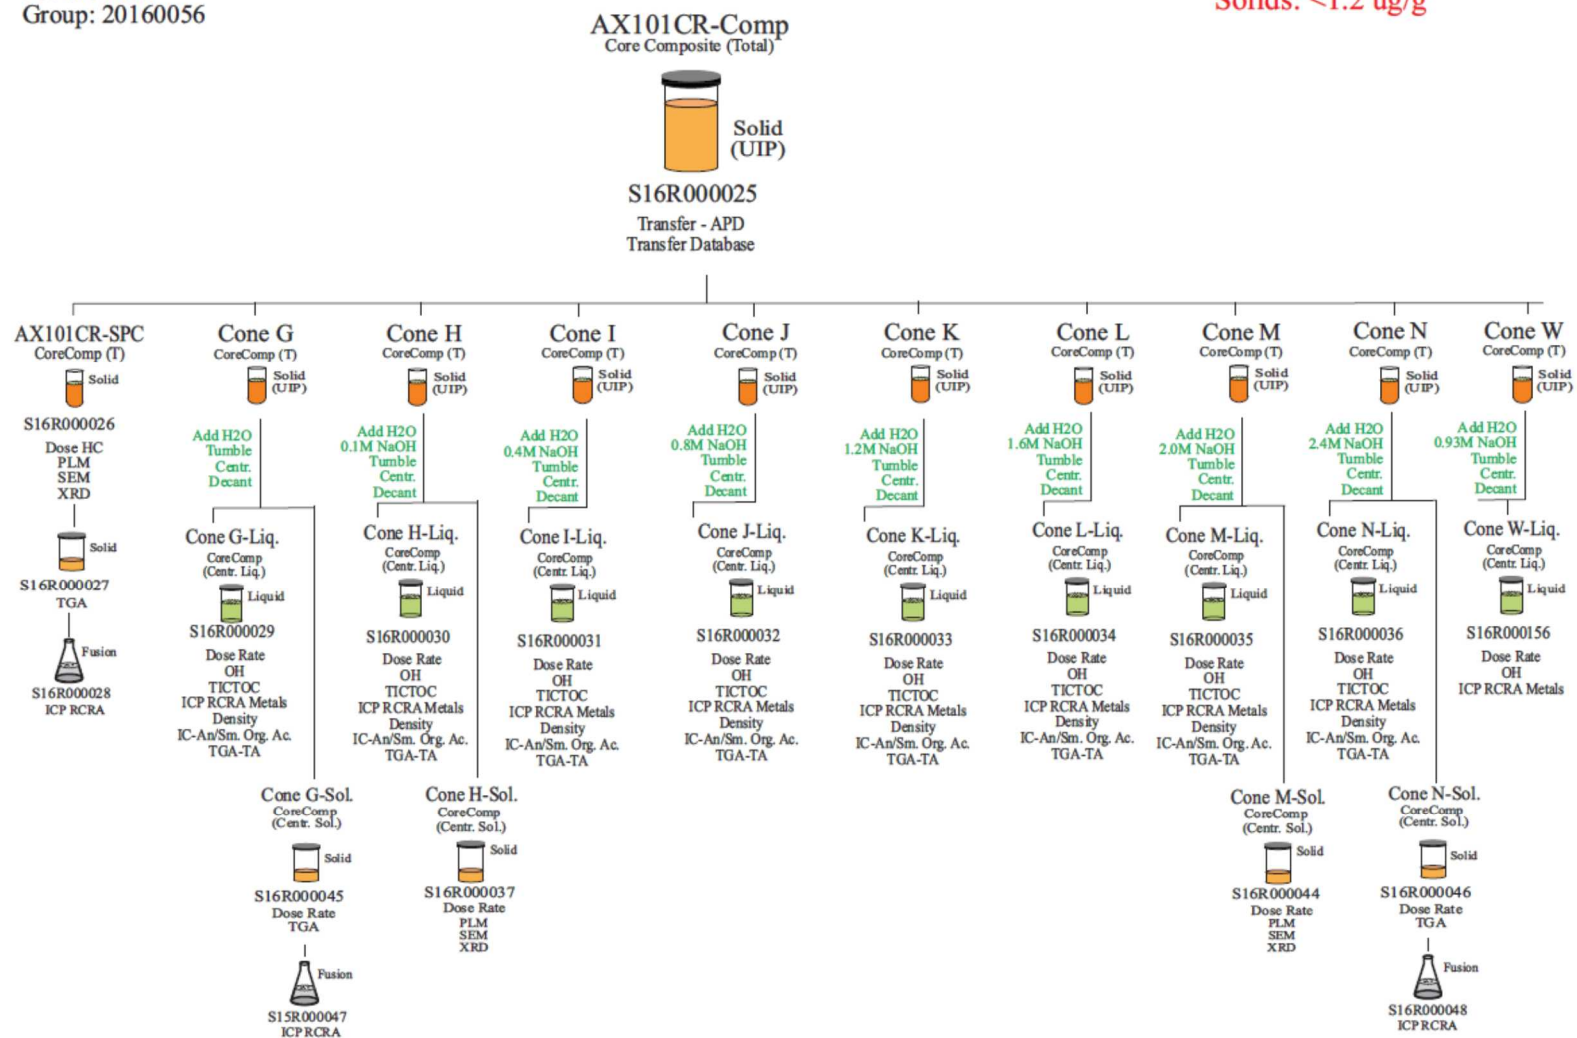 Group: 20160056
Solids: <1.2 ug/g
AX101CR-Comp
Core Composite (Total)
Solid
(UIP)
S16R000025
Transfer - APD
Transfer Database
AX101CR-SPC
CoreComp (T)
Solid
S16R000026
Dose HC
PLM
SEM
XRD
Solid
S16R000027
TGA
Fusion
S16R000028
ICP RCRA
Cone G
CoreComp (T)
Solid
(UIP)
Add H2O
Tumble
Centr.
Decant
Cone G-Liq.
CoreComp
(Centr. Liq.)
Liquid
S16R000029
Dose Rate
OH
TICTOC
ICP RCRA Metals
Density
IC-An/Sm. Org. Ac.
TGA-TA
Cone G-Sol.
CoreComp
(Centr. Sol.)
Solid
S16R000045
Dose Rate
TGA
Fusion
S15R000047
ICP RCRA
Cone H
CoreComp (T)
Solid
(UIP)
Add H2O
0.1M NaOH
Tumble
Centr.
Decant
Cone H-Liq.
CoreComp
(Centr. Liq.)
Liquid
S16R000030
Dose Rate
OH
TICTOC
ICP RCRA Metals
Density
IC-An/Sm. Org. Ac.
TGA-TA
Cone H-Sol.
CoreComp
(Centr. Sol.)
Solid
S16R000037
Dose Rate
PLM
SEM
XRD
Cone I
CoreComp (T)
Solid
(UIP)
Add H2O
0.4M NaOH
Tumble
Centr.
Decant
Cone I-Liq.
CoreComp
(Centr. Liq.)
Liquid
S16R000031
Dose Rate
OH
TICTOC
ICP RCRA Metals
Density
IC-An/Sm. Org. Ac.
TGA-TA
Cone J
CoreComp (T)
Solid
(UIP)
Add H2O
0.8M NaOH
Tumble
Centr.
Decant
Cone J-Liq.
CoreComp
(Centr. Liq.)
Liquid
S16R000032
Dose Rate
OH
TICTOC
ICP RCRA Metals
Density
IC-An/Sm. Org. Ac.
TGA-TA
Cone K
CoreComp (T)
Solid
(UIP)
Add H2O
1.2M NaOH
Tumble
Centr.
Decant
Cone K-Liq.
CoreComp
(Centr. Liq.)
Liquid
S16R000033
Dose Rate
OH
TICTOC
ICP RCRA Metals
Density
IC-An/Sm. Org. Ac.
TGA-TA
Cone L
CoreComp (T)
Solid
(UIP)
Add H2O
1.6M NaOH
Tumble
Centr.
Decant
Cone L-Liq.
CoreComp
(Centr. Liq.)
Liquid
S16R000034
Dose Rate
OH
TICTOC
ICP RCRA Metals
Density
IC-An/Sm. Org. Ac.
TGA-TA
Cone M
CoreComp (T)
Solid
(UIP)
Add H2O
2.0M NaOH
Tumble
Centr.
Decant
Cone M-Liq.
CoreComp
(Centr. Liq.)
Liquid
S16R000035
Dose Rate
OH
TICTOC
ICP RCRA Metals
Density
IC-An/Sm. Org. Ac.
TGA-TA
Cone M-Sol.
CoreComp
(Centr. Sol.)
Solid
S16R000044
Dose Rate
PLM
SEM
XRD
Cone N
CoreComp (T)
Solid
(UIP)
Add H2O
2.4M NaOH
Tumble
Centr.
Decant
Cone N-Liq.
CoreComp
(Centr. Liq.)
Liquid
S16R000036
Dose Rate
OH
TICTOC
ICP RCRA Metals
Density
IC-An/Sm. Org. Ac.
TGA-TA
Cone N-Sol.
CoreComp
(Centr. Sol.)
Solid
S16R000046
Dose Rate
TGA
Fusion
S16R000048
ICP RCRA
Cone W
CoreComp (T)
Solid
(UIP)
Add H2O
0.93M NaOH
Tumble
Centr.
Decant
Cone W-Liq.
CoreComp
(Centr. Liq.)
Liquid
S16R000156
Dose Rate
OH
ICP RCRA Metals